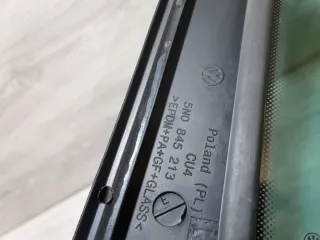 Poland (PL)
CU4
5N0 845 213
>EPDM+PA+GF+GLASS<